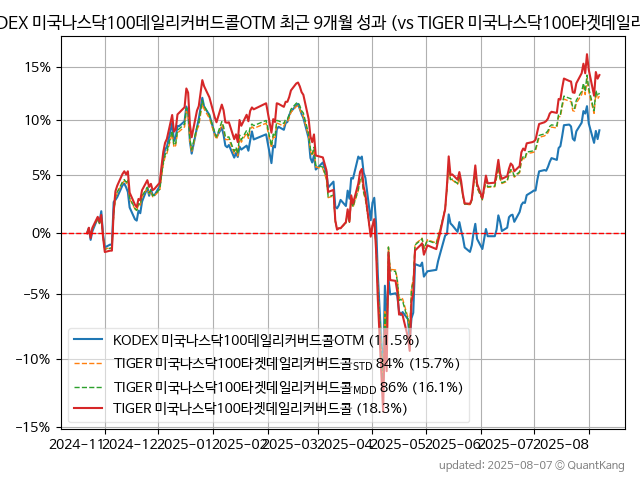 ODEX 미국나스닥100데일리커버드콜OTM 최근 9개월 성과 (vs TIGER 미국나스닥100타겟데일리
15%
10%
5%
0%
−5%
−10%
−15%
KODEX 미국나스닥100데일리커버드콜OTM (11.5%)
TIGER 미국나스닥100타겟데일리커버드콜STD 84% (15.7%)
TIGER 미국나스닥100타겟데일리커버드콜MDD 86% (16.1%)
TIGER 미국나스닥100타겟데일리커버드콜 (18.3%)
2024-11 2024-12 2025-01 2025-02 2025-03 2025-04 2025-05 2025-06 2025-07 2025-08
updated: 2025-08-07 © QuantKang